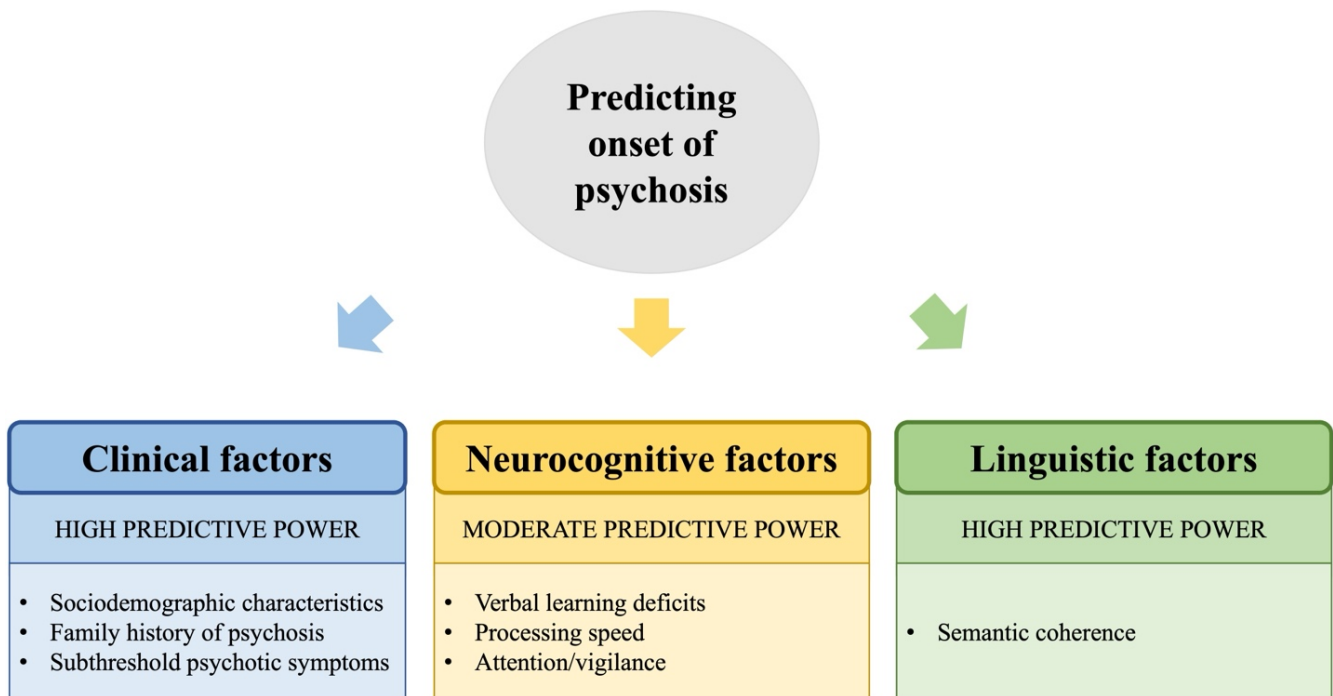 Predicting
onset of
psychosis
Clinical factors
HIGH PREDICTIVE POWER
• Sociodemographic characteristics
• Family history of psychosis
• Subthreshold psychotic symptoms
Neurocognitive factors
MODERATE PREDICTIVE POWER
• Verbal learning deficits
• Processing speed
• Attention/vigilance
Linguistic factors
HIGH PREDICTIVE POWER
• Semantic coherence